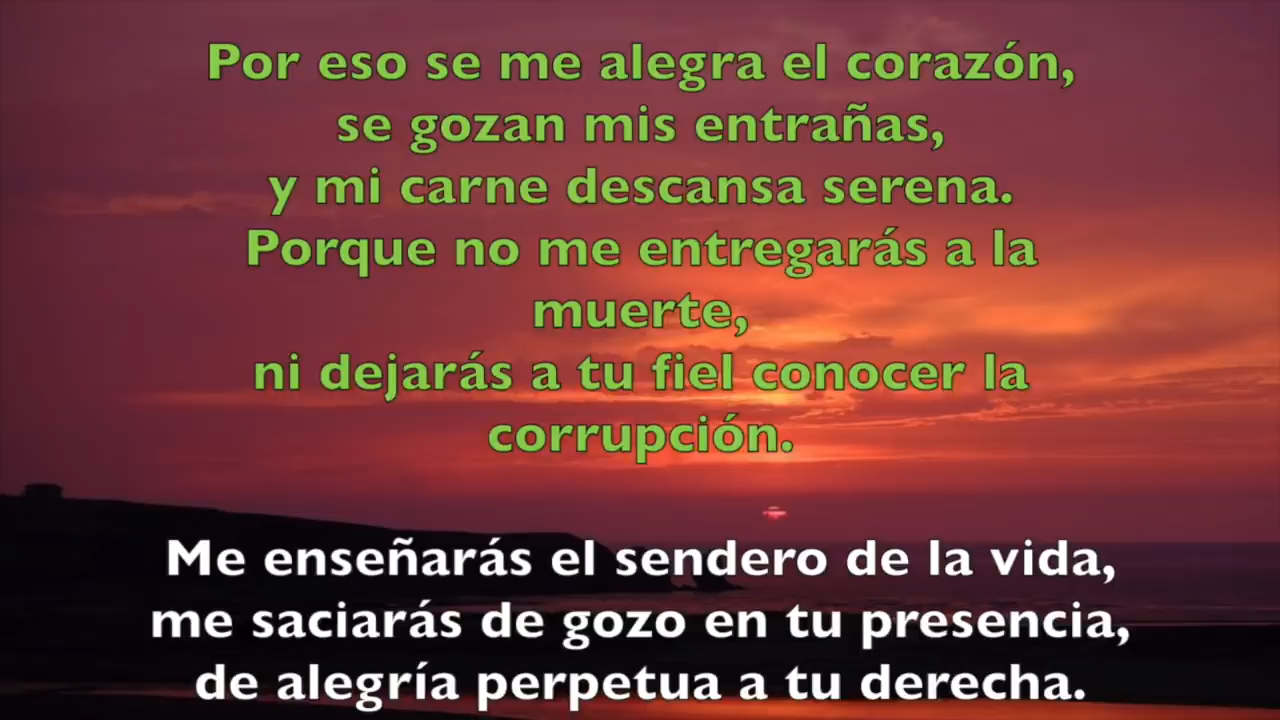 Por eso se me alegra el corazón,
se gozan mis entrañas,
y mi carne descansa serena.
Porque no me entregarás a la
muerte,
ni dejarás a tu fiel conocer la
corrupción.
Me enseñarás el sendero de la vida,
me saciarás de gozo en tu presencia,
de alegría perpetua a tu derecha.